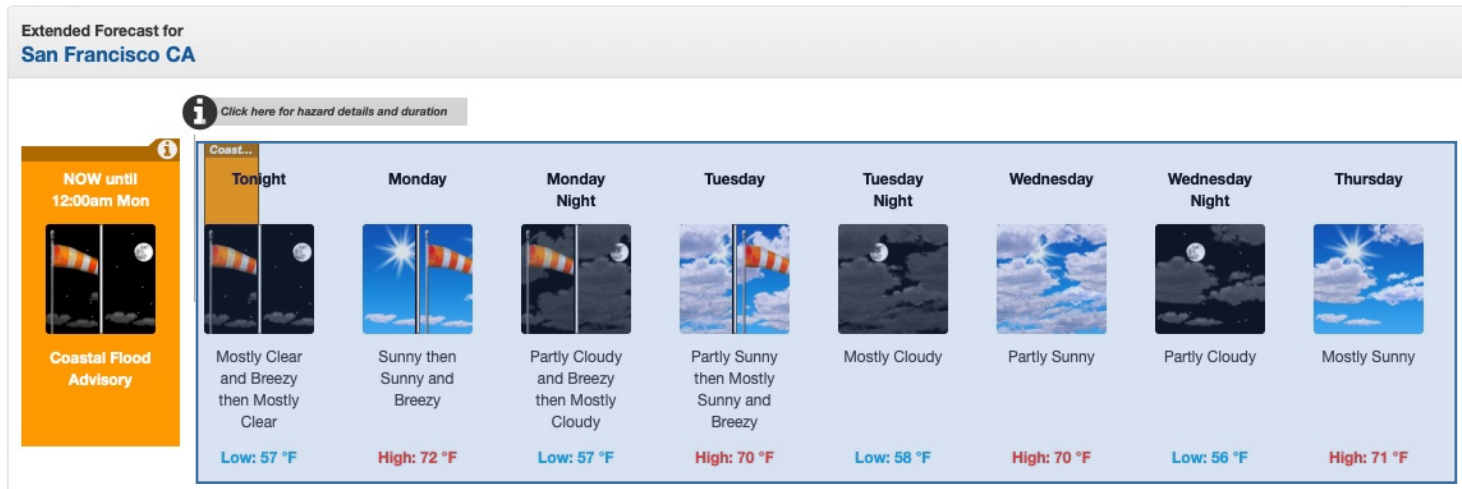 Extended Forecast for
San Francisco CA
Click here for hazard details and duration
NOW until
12:00am Mon
Coastal Flood
Advisory
Coast...
Tonight
Mostly Clear
and Breezy
then Mostly
Clear
Low: 57 °F
Monday
Sunny then
Sunny and
Breezy
High: 72 °F
Monday
Night
Partly Cloudy
and Breezy
then Mostly
Cloudy
Low: 57 °F
Tuesday
Partly Sunny
then Mostly
Sunny and
Breezy
High: 70 °F
Tuesday
Night
Mostly Cloudy
Low: 58 °F
Wednesday
Partly Sunny
High: 70 °F
Wednesday
Night
Partly Cloudy
Low: 56 °F
Thursday
Mostly Sunny
High: 71 °F